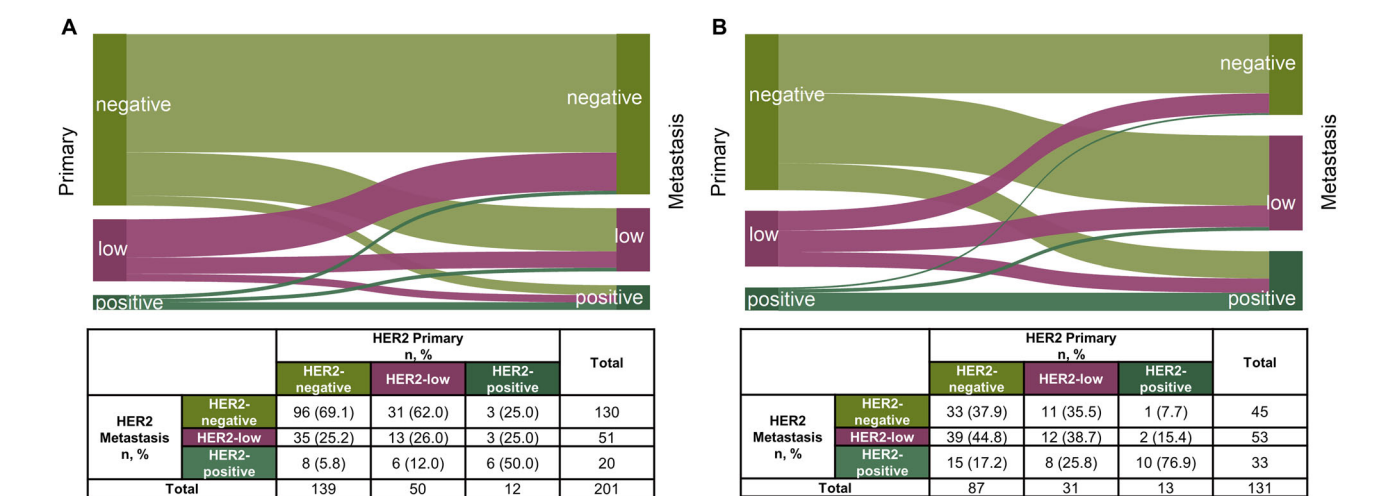 A
Primary
negative
low
positive
negative
low
positive
Metastasis
HER2 Primary
n, %
Total
HER2-
negative
HER2-low
HER2-
positive
HER2
Metastasis
n, %
HER2-
negative
96 (69.1) 31 (62.0) 3 (25.0) 130
HER2-low 35 (25.2) 13 (26.0) 3 (25.0) 51
HER2-
positive
8 (5.8) 6 (12.0) 6 (50.0) 20
Total 139 50 12 201
B
Primary
negative
low
positive
negative
low
positive
Metastasis
HER2 Primary
n, %
Total
HER2-
negative
HER2-low
HER2-
positive
HER2
Metastasis
n, %
HER2-
negative
33 (37.9) 11 (35.5) 1 (7.7) 45
HER2-low 39 (44.8) 12 (38.7) 2 (15.4) 53
HER2-
positive
15 (17.2) 8 (25.8) 10 (76.9) 33
Total 87 31 13 131